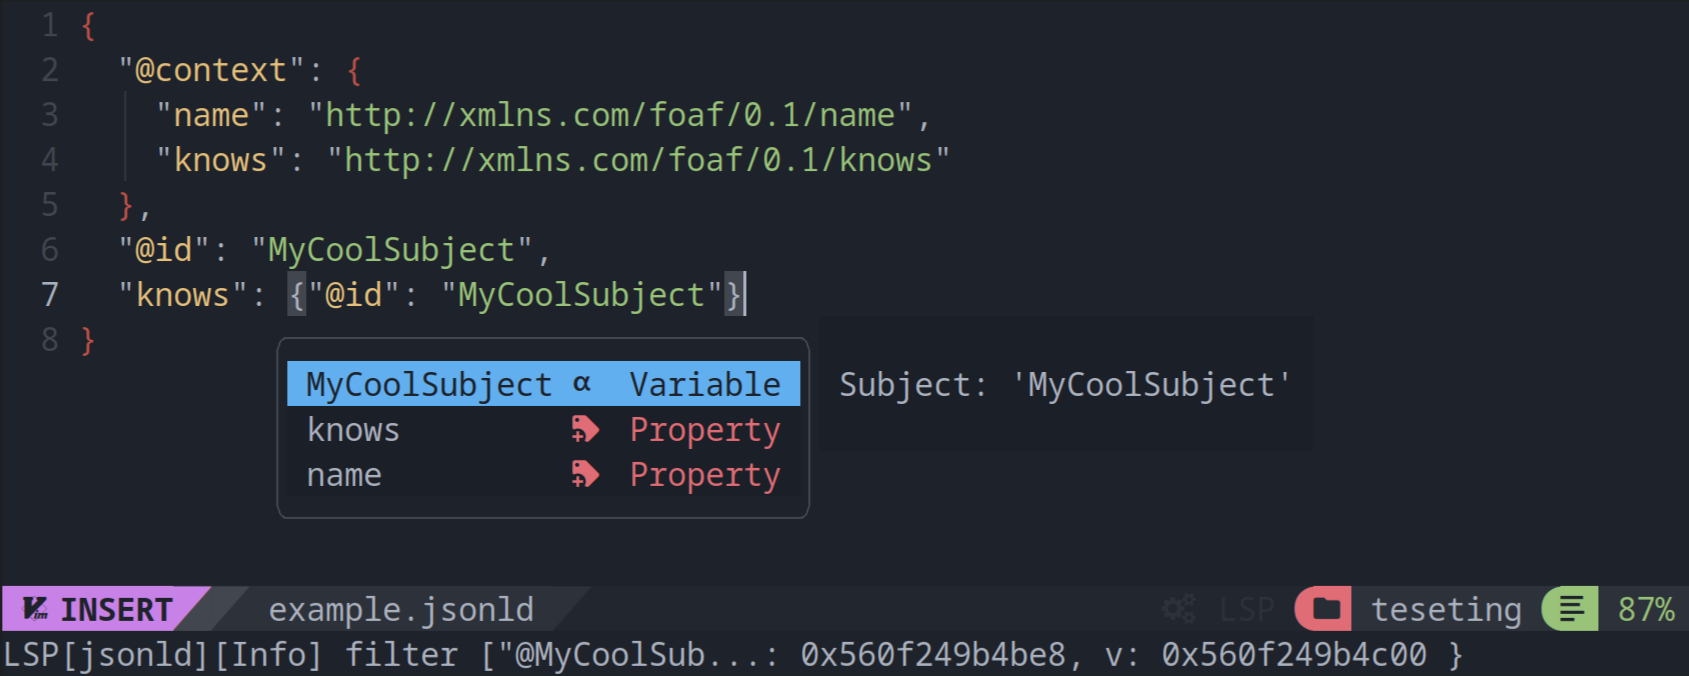 1 {
2 "@context": {
3 "name": "http://xmlns.com/foaf/0.1/name",
4 "knows": "http://xmlns.com/foaf/0.1/knows"
5 },
6 "@id": "MyCoolSubject",
7 "knows": {"@id": "MyCoolSubject"}
8 }
MyCoolSubject α Variable
Subject: 'MyCoolSubject'
knows Property
name Property
INSERT example.jsonld LSP teseting 87%
LSP[jsonld][Info] filter ["@MyCoolSub...: 0x560f249b4be8, v: 0x560f249b4c00 }